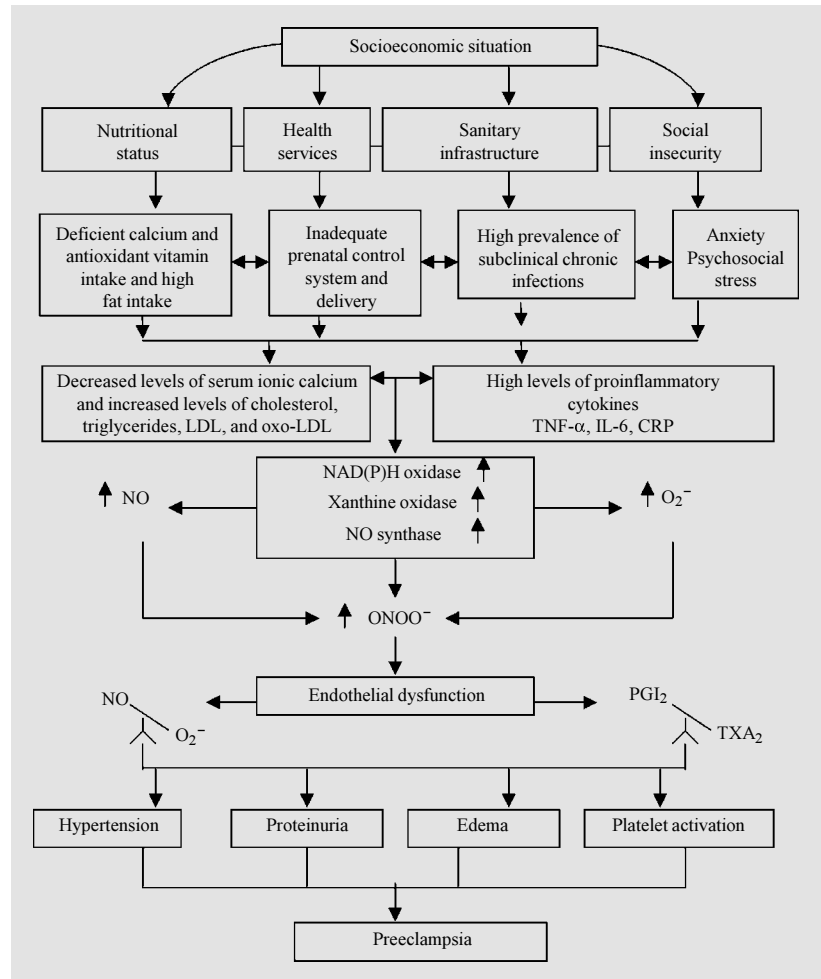 Socioeconomic situation
Nutritional
status
Health
services
Sanitary
infrastructure
Social
insecurity
Deficient calcium and
antioxidant vitamin
intake and high
fat intake
Inadequate
prenatal control
system and
delivery
High prevalence of
subclinical chronic
infections
Anxiety
Psychosocial
stress
Decreased levels of serum ionic calcium
and increased levels of cholesterol,
triglycerides, LDL, and oxo-LDL
High levels of proinflammatory
cytokines
TNF-α, IL-6, CRP
NAD(P)H oxidase ↑
Xanthine oxidase ↑
NO synthase ↑
↑ NO
↑ O₂⁻
↑ ONOO⁻
Endothelial dysfunction
NO
O₂⁻
PGI₂
TXA₂
Hypertension
Proteinuria
Edema
Platelet activation
Preeclampsia